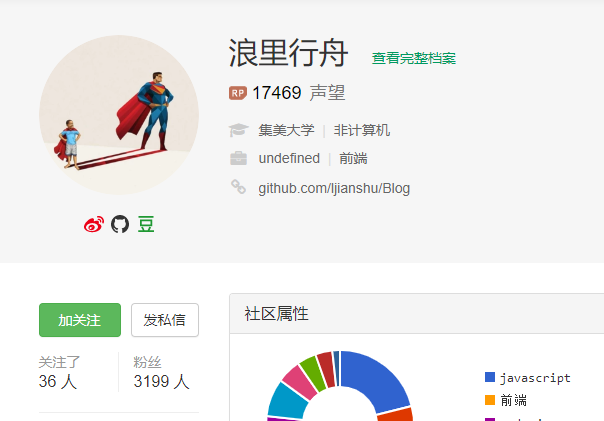 浪里行舟 查看完整档案
RP 17469 声望
集美大学 | 非计算机
undefined | 前端
github.com/ljianshu/Blog
豆
加关注 发私信
关注了 粉丝
36 人 3199 人
社区属性
javascript
前端